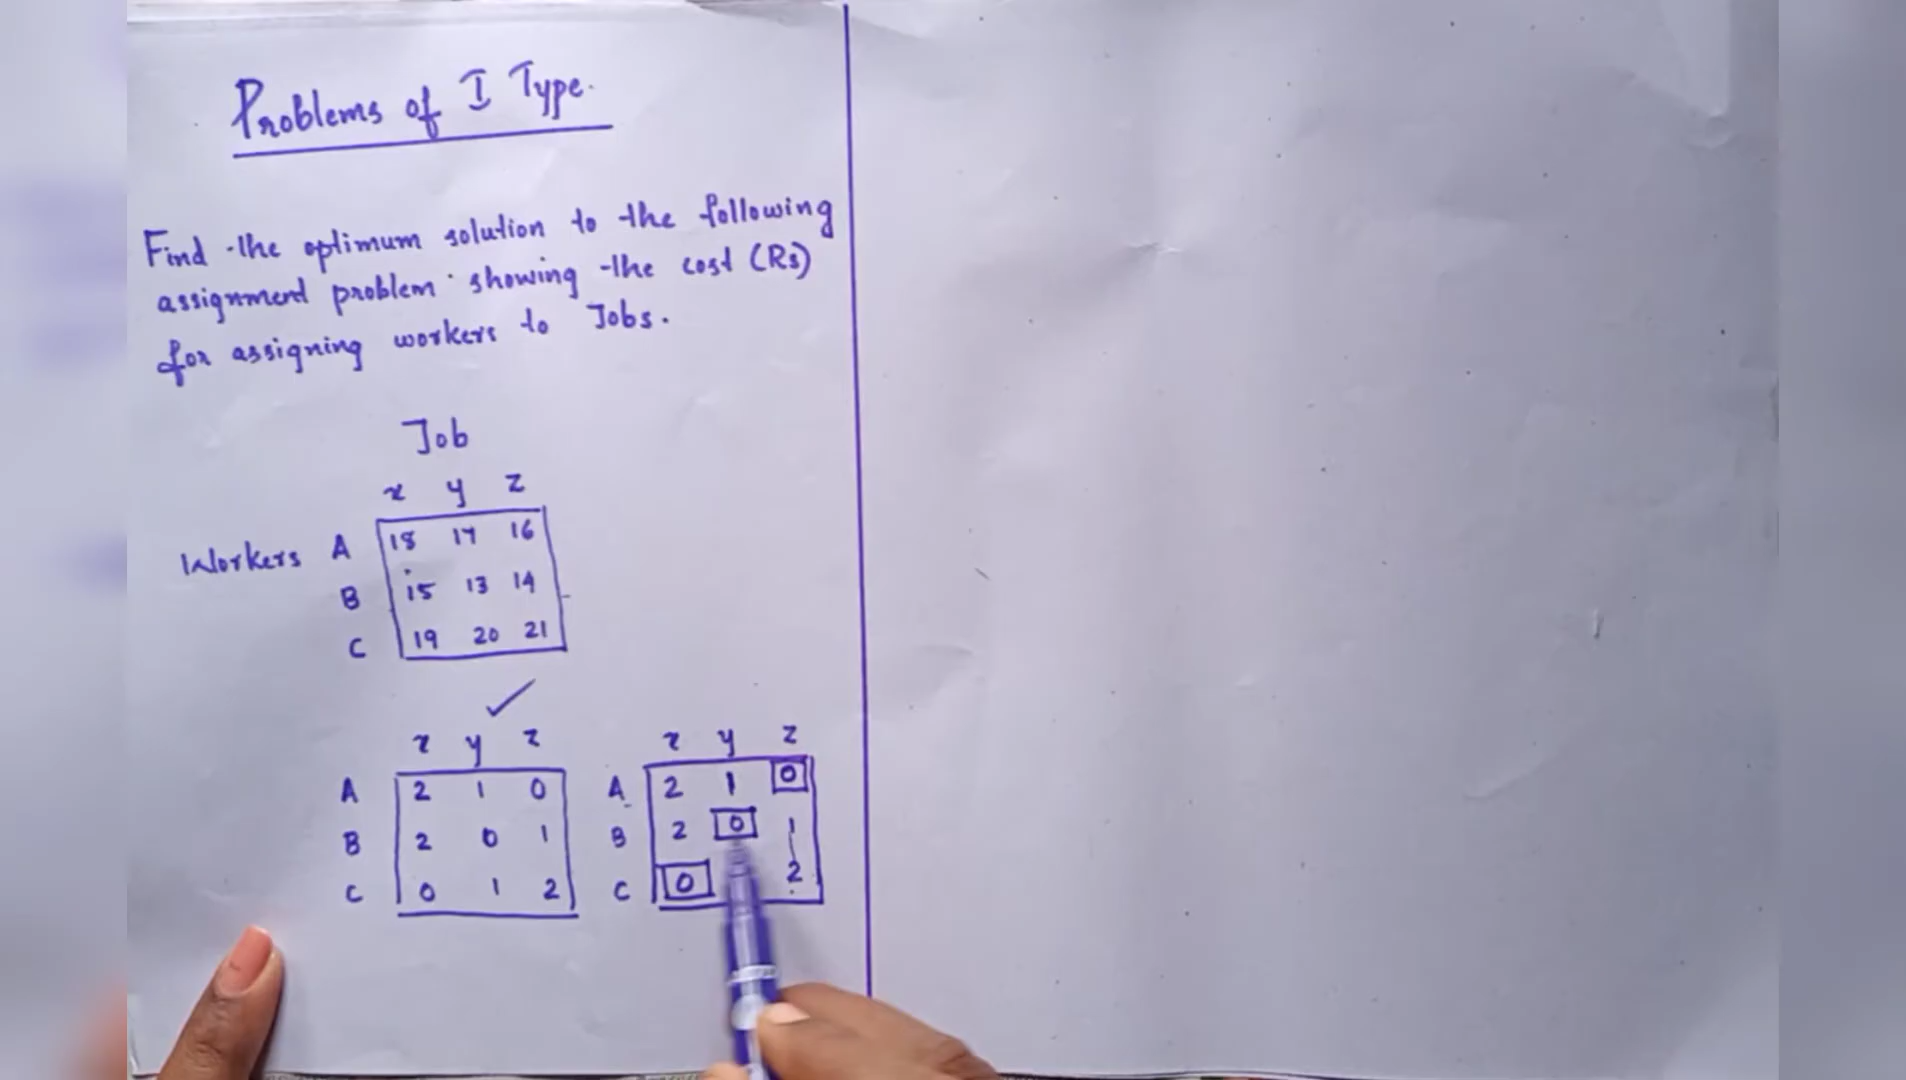 Problems of I Type.
Find the optimum solution to the following
assignment problem showing the cost (Rs)
for assigning workers to Jobs.
Job
x y z
Workers A 18 17 16
B 15 13 14
C 19 20 21
x y z x y z
A 2 1 0 A 2 1 0
B 2 0 1 B 2 0 1
C 0 1 2 C 0 2